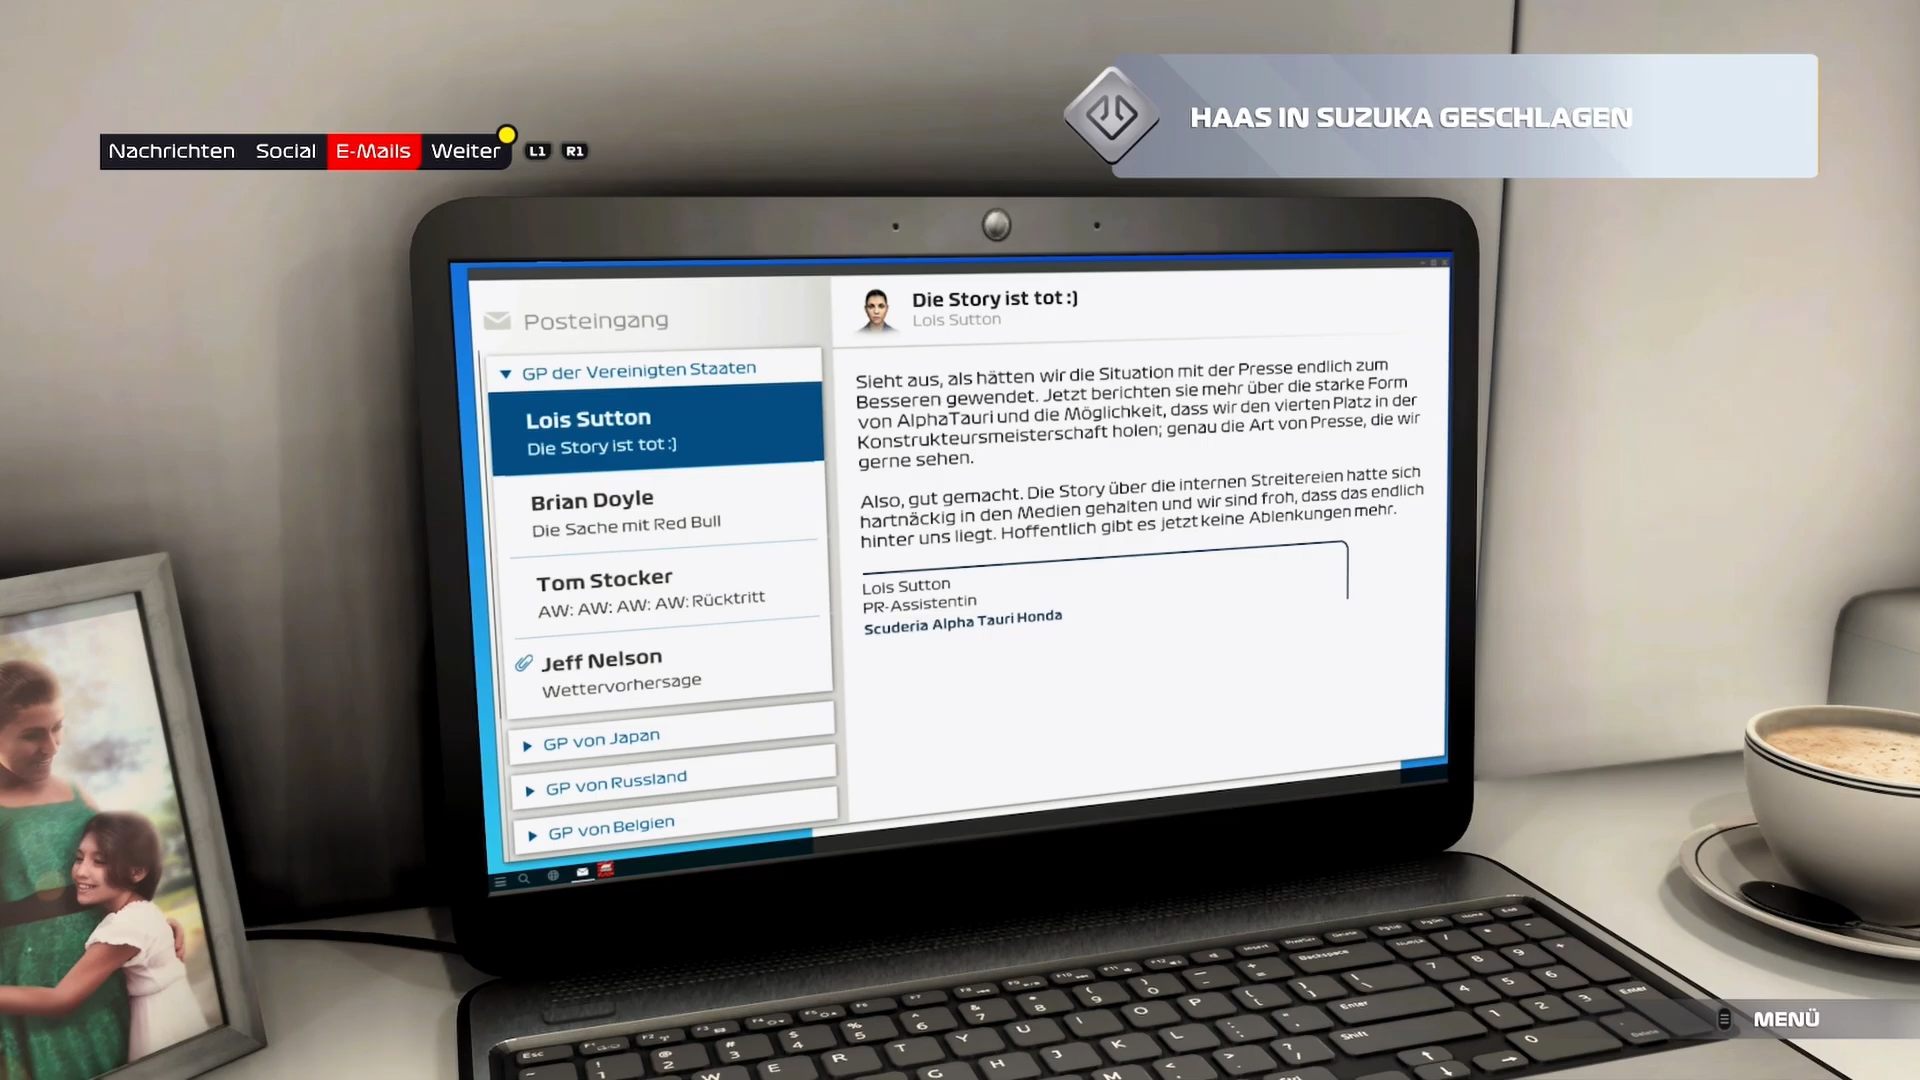 HAAS IN SUZUKA GESCHLAGEN
Nachrichten Social E-Mails Weiter L1 R1
Posteingang
GP der Vereinigten Staaten
Lois Sutton
Die Story ist tot :)
Brian Doyle
Die Sache mit Red Bull
Tom Stocker
AW: AW: AW: AW: Rücktritt
Jeff Nelson
Wettervorhersage
GP von Japan
GP von Russland
GP von Belgien
Die Story ist tot :)
Lois Sutton
Sieht aus, als hätten wir die Situation mit der Presse endlich zum
Besseren gewendet. Jetzt berichten sie mehr über die starke Form
von AlphaTauri und die Möglichkeit, dass wir den vierten Platz in der
Konstrukteursmeisterschaft holen; genau die Art von Presse, die wir
gerne sehen.
Also, gut gemacht. Die Story über die internen Streitereien hatte sich
hartnäckig in den Medien gehalten und wir sind froh, dass das endlich
hinter uns liegt. Hoffentlich gibt es jetzt keine Ablenkungen mehr.
Lois Sutton
PR-Assistentin
Scuderia Alpha Tauri Honda
Backspace
Enter
Shift
Esc
MENÜ